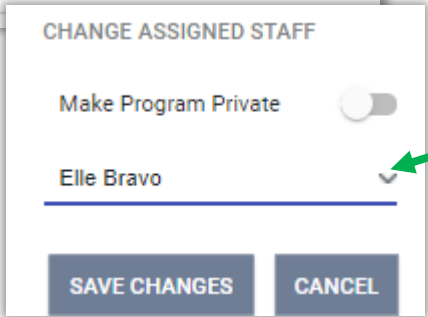 CHANGE ASSIGNED STAFF
Make Program Private
Elle Bravo
SAVE CHANGES CANCEL